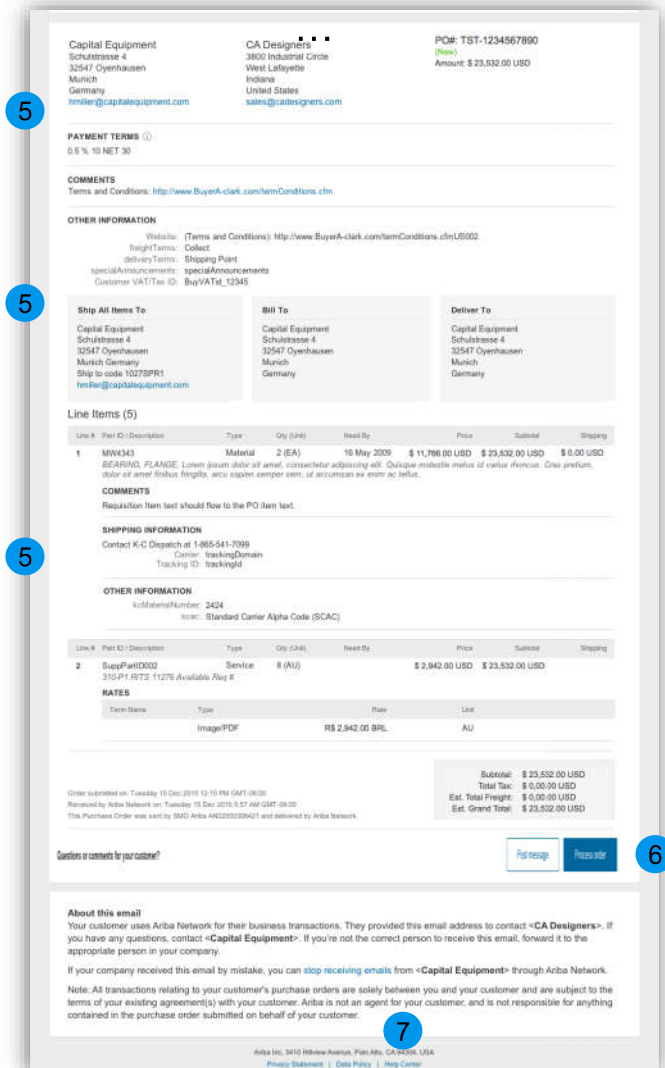 ...
Capital Equipment
Schulstrasse 4
32547 Oyenhausen
Munich
Germany
hmiller@capitalequipment.com
CA Designers
3800 Industrial Circle
West Lafayette
Indiana
United States
sales@cadesigners.com
PO#: TST-1234567890
(New)
Amount: $ 23,532.00 USD
5
PAYMENT TERMS
0.5 % 10 NET 30
COMMENTS
Terms and Conditions: http://www.BuyerA-clark.com/termConditions.cfm
OTHER INFORMATION
Website: (Terms and Conditions): http://www.BuyerA-clark.com/termConditions.cfmUS002
freightTerms: Collect
deliveryTerms: Shipping Point
specialAnnouncements: specialAnnouncements
Customer VAT/Tax ID: BuyVATid_12345
5
Ship All Items To
Capital Equipment
Schulstrasse 4
32547 Oyenhausen
Munich Germany
Ship to code 1027SPR1
hmiller@capitalequipment.com
Bill To
Capital Equipment
Schulstrasse 4
32547 Oyenhausen
Munich
Germany
Deliver To
Capital Equipment
Schulstrasse 4
32547 Oyenhausen
Munich
Germany
Line Items (5)
Line # Part ID / Description Type Qty (Unit) Need By Price Subtotal Shipping
1 MW4343 Material 2 (EA) 16 May 2009 $ 11,766.00 USD $ 23,532.00 USD $ 0.00 USD
BEARING, FLANGE, Lorem ipsum dolor sit amet, consectetur adipiscing elit. Quisque molestie metus id varius rhoncus. Cras pretium,
dolor sit amet finibus fringilla, arcu sapien semper sem, ut accumsan ex enim ac tellus.
COMMENTS
Requisition Item text should flow to the PO item text.
SHIPPING INFORMATION
Contact K-C Dispatch at 1-865-541-7099
Carrier: trackingDomain
Tracking ID: trackingId
5
OTHER INFORMATION
kcMaterialNumber: 2424
scac: Standard Carrier Alpha Code (SCAC)
Line # Part ID / Description Type Qty (Unit) Need By Price Subtotal Shipping
2 SuppPartID002 Service 8 (AU) $ 2,942.00 USD $ 23,532.00 USD
310-P1 RITS 11276 Available Req #
RATES
Term Name Type Rate Unit
Image/PDF R$ 2,942.00 BRL AU
Subtotal: $ 23,532.00 USD
Total Tax: $ 0,00.00 USD
Est. Total Freight: $ 0,00.00 USD
Est. Grand Total: $ 23,532.00 USD
Order submitted on: Tuesday 15 Dec 2015 12:10 PM GMT-08:00
Received by Ariba Network on: Tuesday 15 Dec 2015 5:57 AM GMT-08:00
This Purchase Order was sent by SMO Ariba AN02992306421 and delivered by Ariba Network.
Questions or comments for your customer?
Post message
Process order
6
About this email
Your customer uses Ariba Network for their business transactions. They provided this email address to contact <CA Designers>. If
you have any questions, contact <Capital Equipment>. If you're not the correct person to receive this email, forward it to the
appropriate person in your company.
If your company received this email by mistake, you can stop receiving emails from <Capital Equipment> through Ariba Network.
Note: All transactions relating to your customer's purchase orders are solely between you and your customer and are subject to the
terms of your existing agreement(s) with your customer. Ariba is not an agent for your customer, and is not responsible for anything
contained in the purchase order submitted on behalf of your customer.
7
Ariba Inc, 3410 Hillview Avenue, Palo Alto, CA 94304, USA
Privacy Statement | Data Policy | Help Center